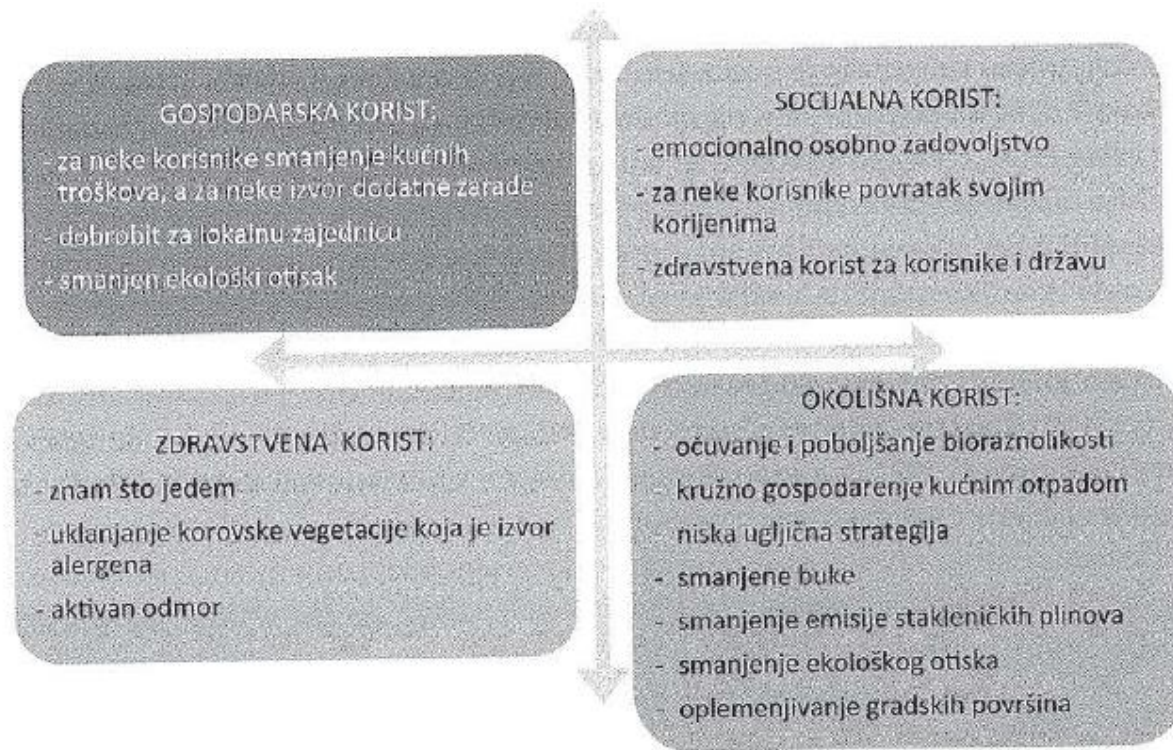 GOSPODARSKA KORIST:
- za neke korisnike smanjenje kućnih
troškova, a za neke izvor dodatne zarade
- dobrobit za lokalnu zajednicu
- smanjen ekološki otisak
SOCIJALNA KORIST:
- emocionalno osobno zadovoljstvo
- za neke korisnike povratak svojim
korijenima
- zdravstvena korist za korisnike i državu
ZDRAVSTVENA KORIST:
- znam što jedem
- uklanjanje korovske vegetacije koja je izvor
alergena
- aktivan odmor
OKOLIŠNA KORIST:
- očuvanje i poboljšanje bioraznolikosti
- kružno gospodarenje kućnim otpadom
- niska ugljična strategija
- smanjene buke
- smanjenje emisije stakleničkih plinova
- smanjenje ekološkog otiska
- oplemenjivanje gradskih površina